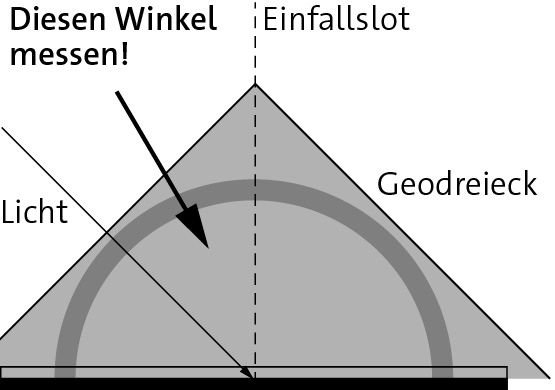 Diesen Winkel
messen!
Einfallslot
Geodreieck
Licht